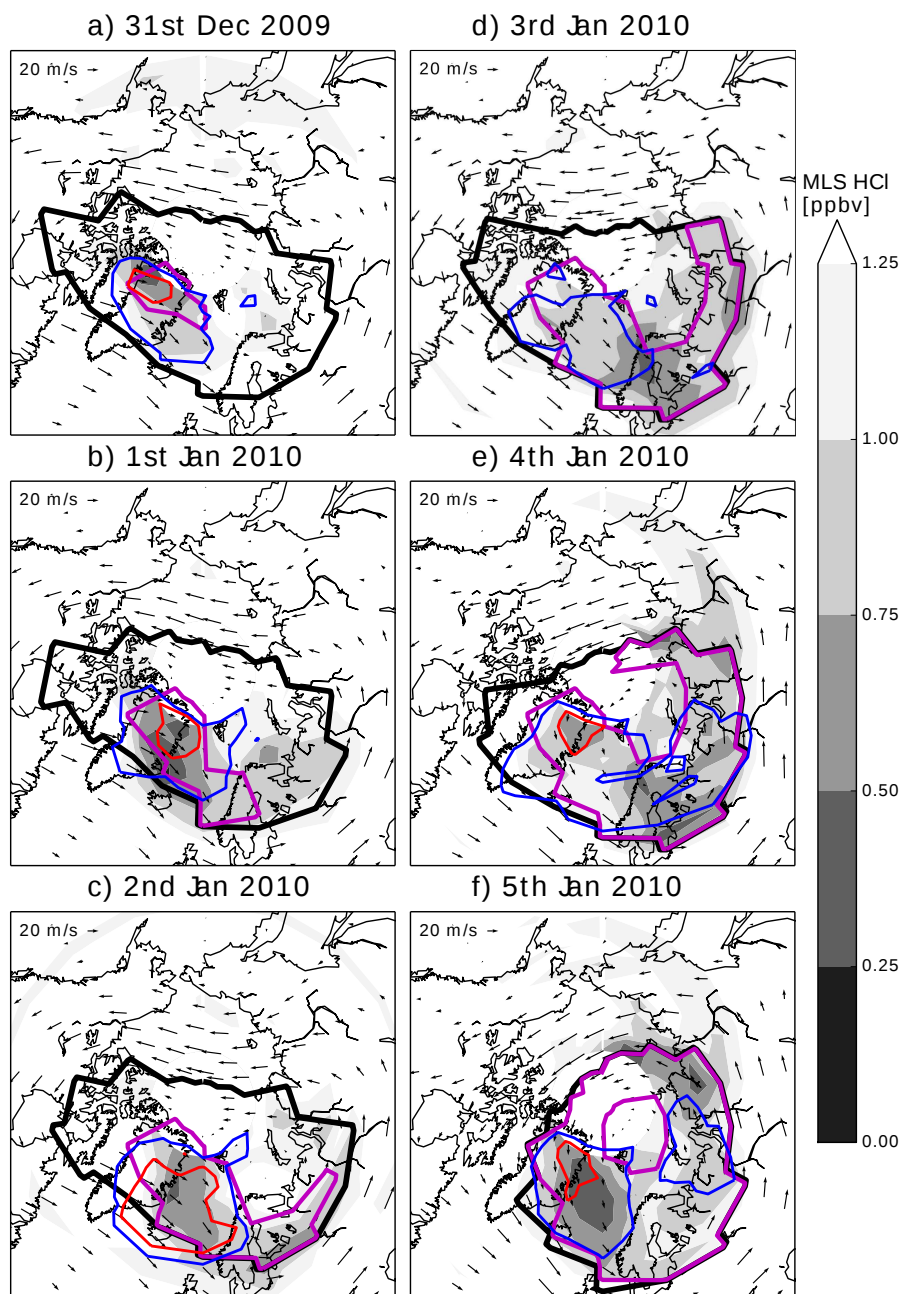 a) 31st Dec 2009
20 m/s
b) 1st Jan 2010
20 m/s
c) 2nd Jan 2010
20 m/s
d) 3rd Jan 2010
20 m/s
e) 4th Jan 2010
20 m/s
f) 5th Jan 2010
20 m/s
MLS HCl
[ppbv]
1.25
1.00
0.75
0.50
0.25
0.00